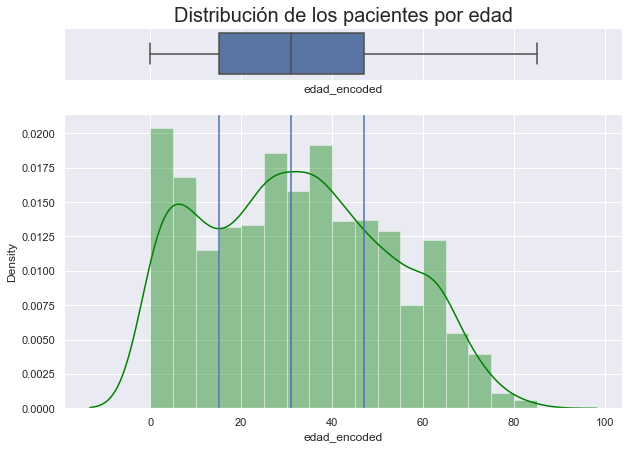 Distribución de los pacientes por edad
edad_encoded
0.0200
0.0175
0.0150
0.0125
0.0100
0.0075
0.0050
0.0025
0.0000
Density
0 20 40 60 80 100
edad_encoded